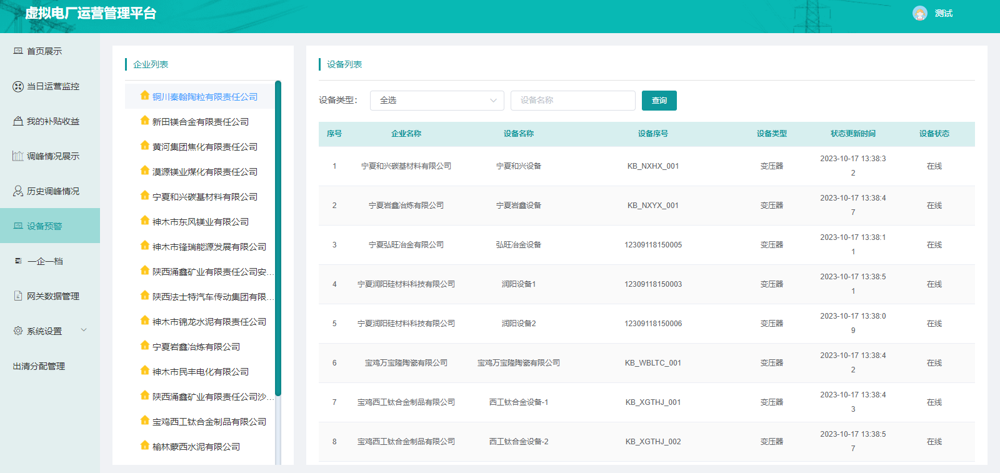 虚拟电厂运营管理平台
测试
首页展示
当日运营监控
我的补贴收益
调峰情况展示
历史调峰情况
设备预警
一企一档
网关数据管理
系统设置
出清分配管理
企业列表
铜川秦翰陶粒有限责任公司
新田镁合金有限责任公司
黄河集团焦化有限责任公司
漠源镁业煤化有限责任公司
宁夏和兴碳基材料有限公司
神木市东风镁业有限公司
神木市锋瑞能源发展有限公司
陕西涌鑫矿业有限责任公司安...
陕西法士特汽车传动集团有限...
神木市锦龙水泥有限责任公司
宁夏岩鑫冶炼有限公司
神木市民丰电化有限公司
陕西涌鑫矿业有限责任公司沙...
宝鸡西工钛合金制品有限公司
榆林蒙西水泥有限公司
设备列表
设备类型： 全选 设备名称 查询
序号 企业名称 设备名称 设备序号 设备类型 状态更新时间 设备状态
1 宁夏和兴碳基材料有限公司 宁夏和兴设备 KB_NXHX_001 变压器 2023-10-17 13:38:3 在线
2
2 宁夏岩鑫冶炼有限公司 宁夏岩鑫设备 KB_NXYX_001 变压器 2023-10-17 13:38:4 在线
7
3 宁夏弘旺冶金有限公司 弘旺冶金设备 12309118150005 变压器 2023-10-17 13:38:1 在线
1
4 宁夏润阳硅材料科技有限公司 润阳设备1 12309118150003 变压器 2023-10-17 13:38:5 在线
1
5 宁夏润阳硅材料科技有限公司 润阳设备2 12309118150006 变压器 2023-10-17 13:38:0 在线
9
6 宝鸡万宝隆陶瓷有限公司 宝鸡万宝隆陶瓷有限公司 KB_WBLTC_001 变压器 2023-10-17 13:38:4 在线
2
7 宝鸡西工钛合金制品有限公司 西工钛合金设备-1 KB_XGTHJ_001 变压器 2023-10-17 13:38:4 在线
3
8 宝鸡西工钛合金制品有限公司 西工钛合金设备-2 KB_XGTHJ_002 变压器 2023-10-17 13:38:5 在线
7